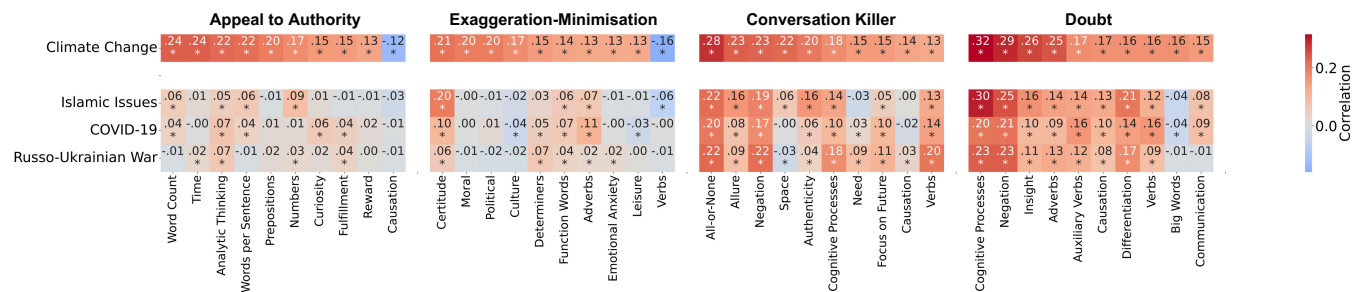 Appeal to Authority Exaggeration-Minimisation Conversation Killer Doubt
Climate Change .24 .24 .22 .22 .20 .17 .15 .15 .13 -.12 .21 .20 .20 .17 .15 .14 .13 .13 .13 -.16 .28 .23 .23 .22 .20 .18 .15 .15 .14 .13 .32 .29 .26 .25 .17 .17 .16 .16 .16 .15
* * * * * * * * * * * * * * * * * * * * * * * * * * * * * * * * * * * * * * * *
Islamic Issues .06 .01 .05 .06 -.01 .09 .01 -.01 -.01 -.03 .20 -.00 -.01 -.02 .03 .06 .07 -.01 -.01 -.06 .22 .16 .19 .06 .16 .14 -.03 .05 -.00 .13 .30 .25 .16 .14 .14 .13 .21 .12 -.04 .08
* * * * * * * * * * * * * * * * * * * * * * * * * *
COVID-19 .04 -.00 .07 .04 .01 -.01 .06 .04 .02 -.01 .10 .02 .01 -.04 .02 .03 .11 .02 -.03 -.00 .20 .08 .17 -.00 .06 .10 .03 .10 -.02 .14 .20 .21 .10 .09 .16 .10 .14 .16 -.04 .09
Russo-Ukrainian War -.01 .02 .07 -.01 .02 .03 .02 .04 .00 -.01 .06 .01 .02 .02 .07 .04 .02 .02 .01 -.01 .22 .09 .22 -.03 .04 .18 .09 .11 .03 .20 .23 .23 .11 .13 .12 .08 .17 .09 -.01 -.01
Word Count
Time
Analytic Thinking
Words per Sentence
Prepositions
Numbers
Curiosity
Fulfillment
Reward
Causation
Certitude
Moral
Political
Culture
Determiners
Function Words
Adverbs
Emotional Anxiety
Leisure
Verbs
All-or-None
Allure
Negation
Space
Authenticity
Cognitive Processes
Need
Focus on Future
Causation
Verbs
Cognitive Processes
Negation
Insight
Adverbs
Auxiliary Verbs
Causation
Differentiation
Verbs
Big Words
Communication
0.2
0.0
Correlation